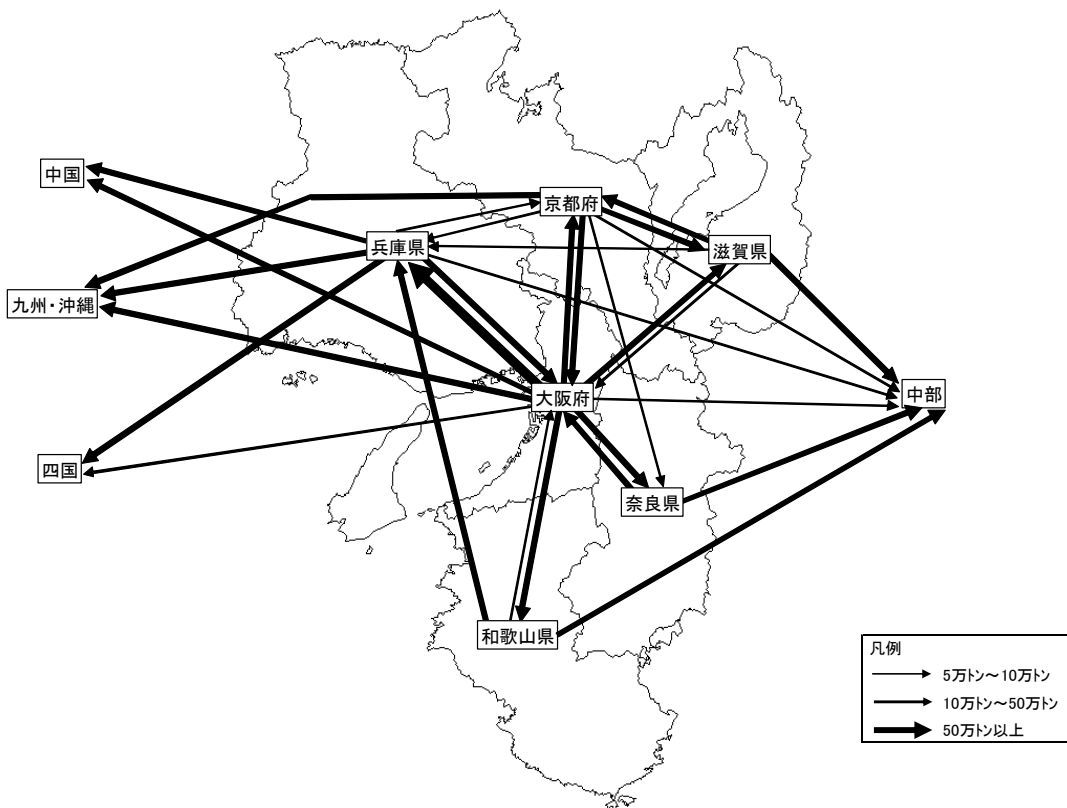 中国
京都府
兵庫県
滋賀県
九州・沖縄
大阪府
中部
四国
奈良県
和歌山県
凡例
5万トン～10万トン
10万トン～50万トン
50万トン以上